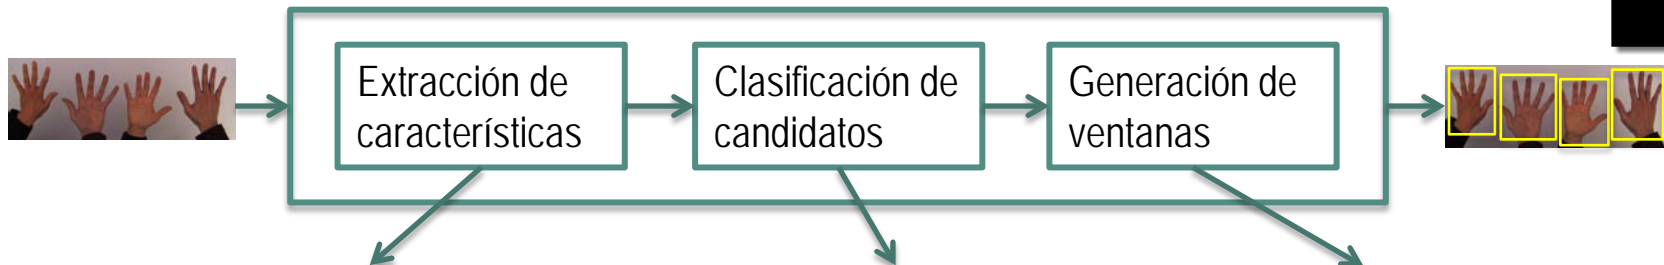 Extracción de
características
Clasificación de
candidatos
Generación de
ventanas